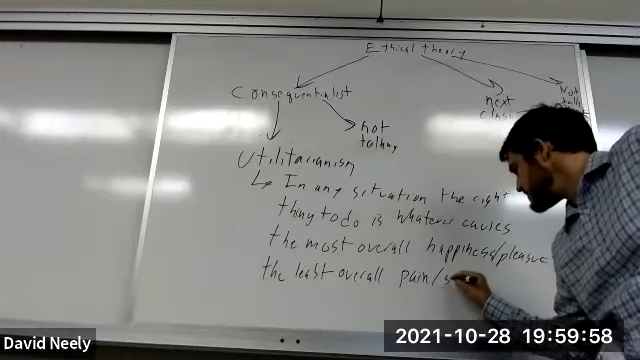 Ethical theory
Consequentialist
next
class
Not
talk
not
talking
Utilitarianism
↳ In any situation the right
thing to do is whatever causes
the most overall happiness/pleasure
the least overall pain/s
David Neely
2021-10-28 19:59:58